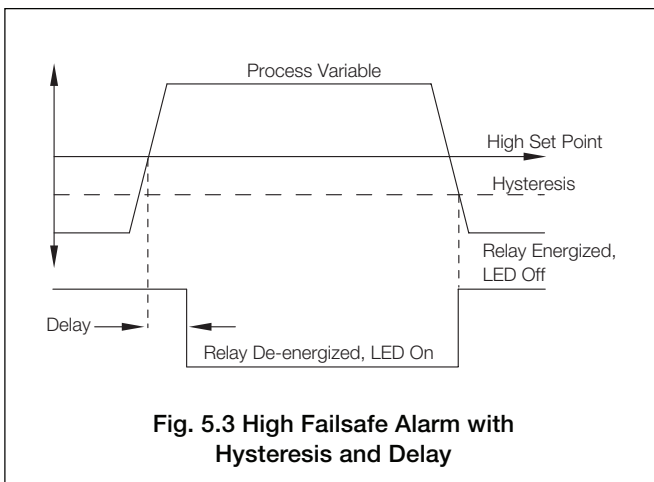 Process Variable
High Set Point
Hysteresis
Relay Energized,
LED Off
Delay
Relay De-energized, LED On
Fig. 5.3 High Failsafe Alarm with
Hysteresis and Delay